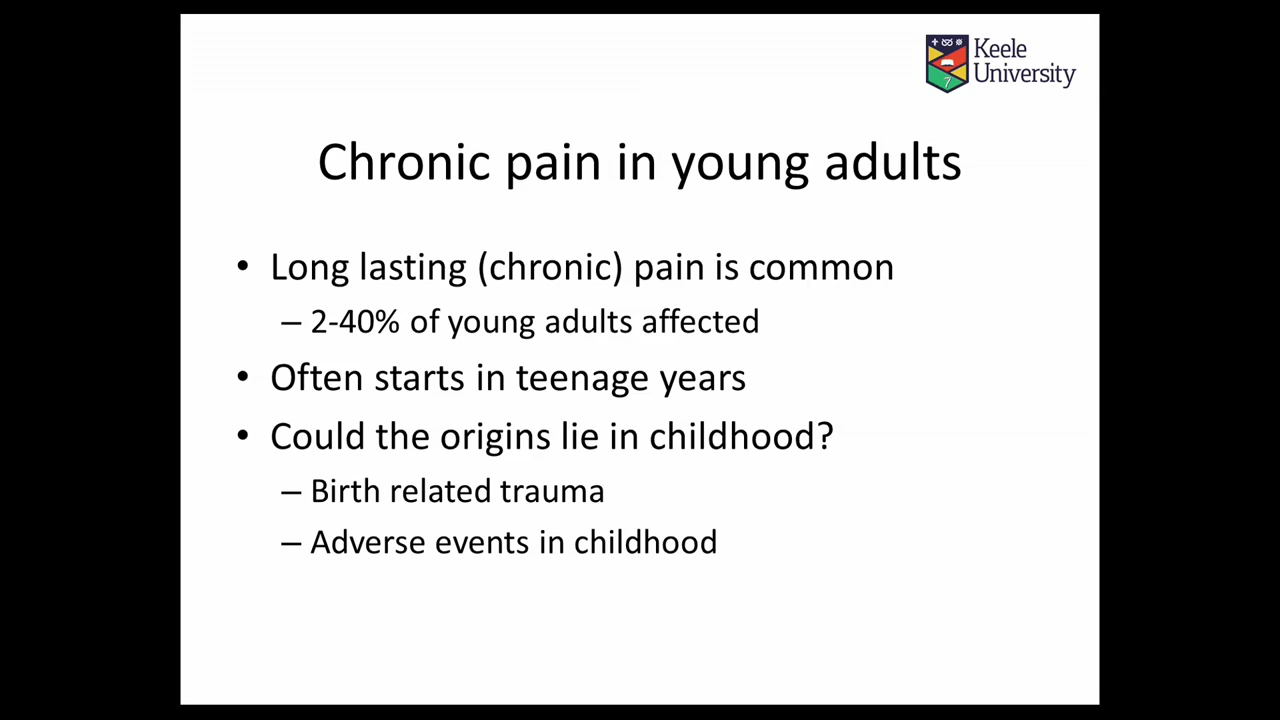 Keele
University
Chronic pain in young adults
• Long lasting (chronic) pain is common
– 2-40% of young adults affected
• Often starts in teenage years
• Could the origins lie in childhood?
– Birth related trauma
– Adverse events in childhood